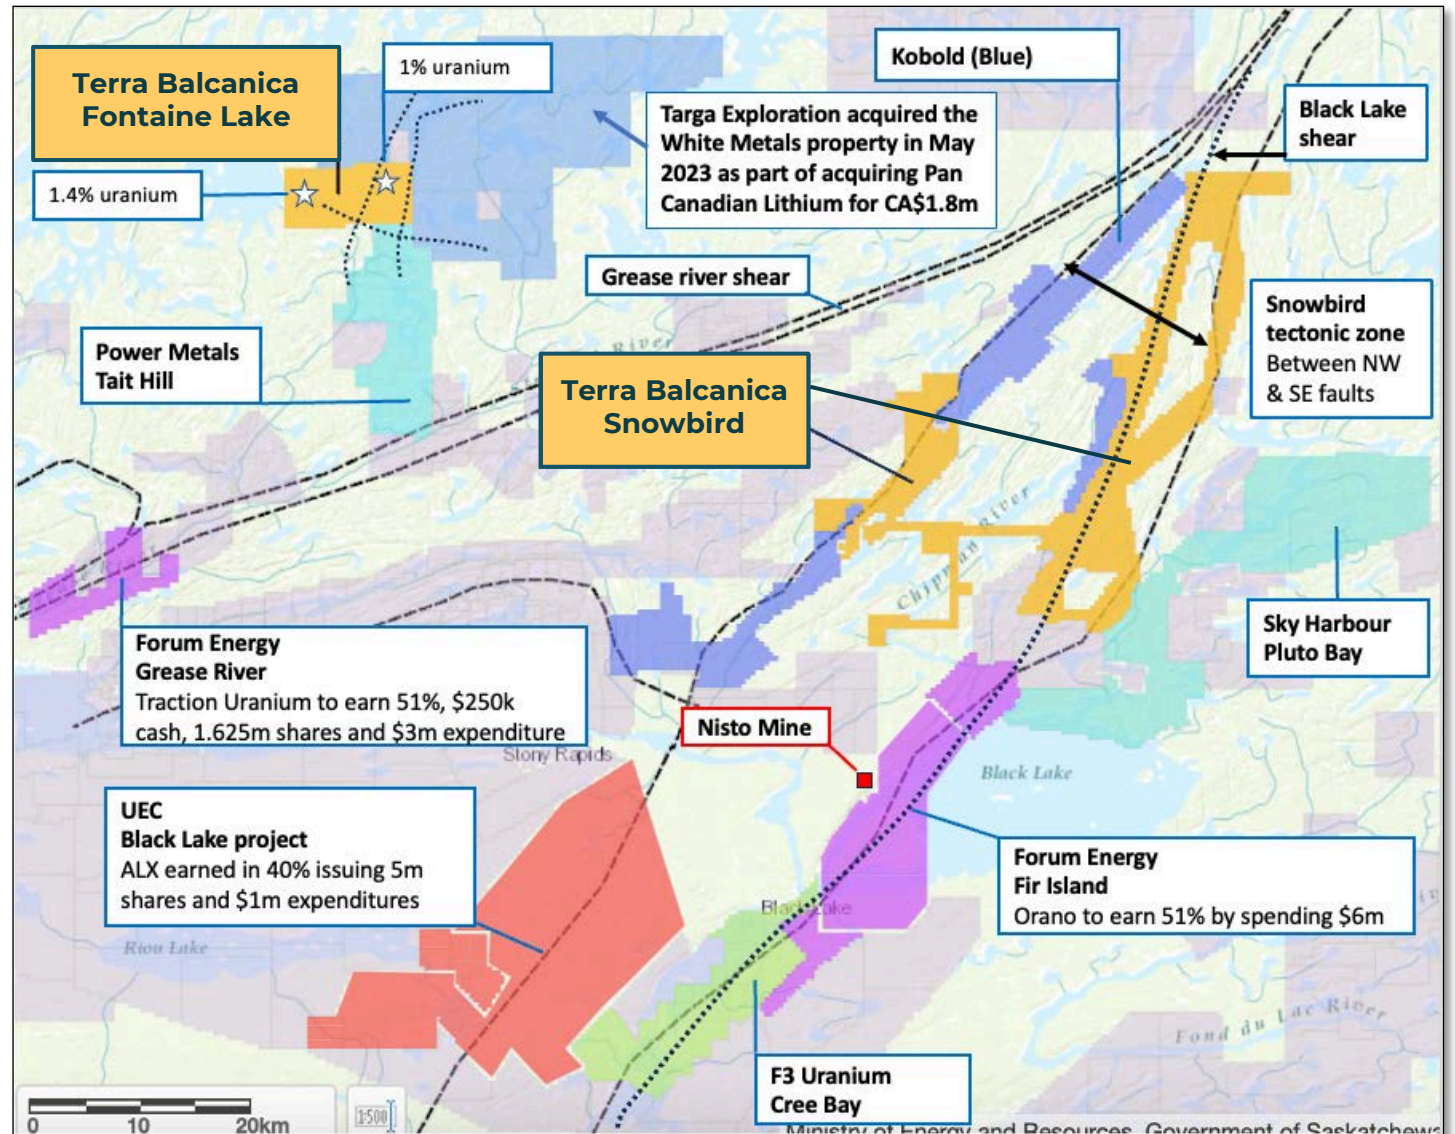 Terra Balcanica
Fontaine Lake
1% uranium
1.4% uranium
Kobold (Blue)
Targa Exploration acquired the
White Metals property in May
2023 as part of acquiring Pan
Canadian Lithium for CA$1.8m
Black Lake
shear
Grease river shear
Snowbird
tectonic zone
Between NW
& SE faults
River
Power Metals
Tait Hill
Terra Balcanica
Snowbird
Chipman River
Sky Harbour
Pluto Bay
Forum Energy
Grease River
Traction Uranium to earn 51%, $250k
cash, 1.625m shares and $3m expenditure
Stony Rapids
Nisto Mine
Black Lake
UEC
Black Lake project
ALX earned in 40% issuing 5m
shares and $1m expenditures
Forum Energy
Fir Island
Orano to earn 51% by spending $6m
Black Lake
Riou Lake
Fond du Lac River
F3 Uranium
Cree Bay
0 10 20km
1:500
Ministry of Energy and Resources, Government of Saskatchewa